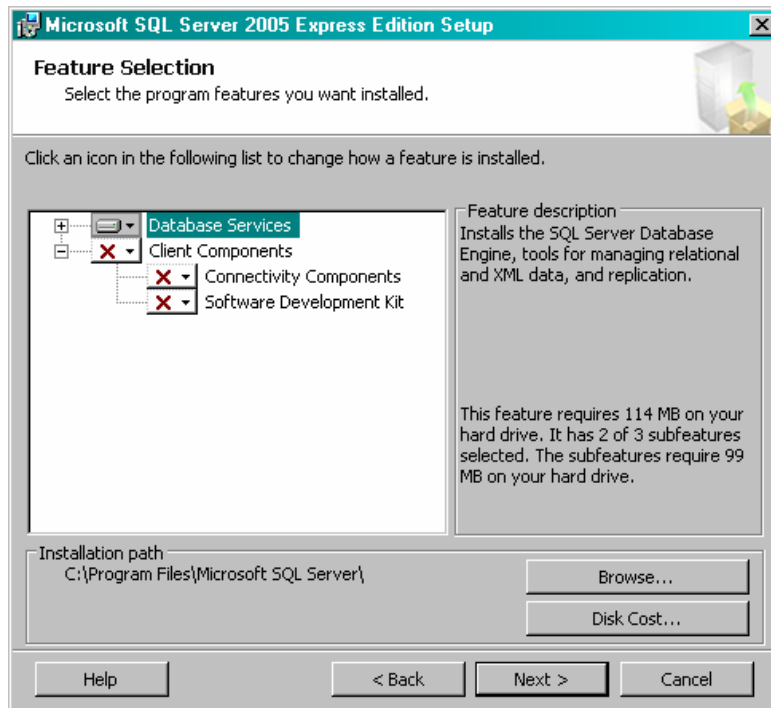 Microsoft SQL Server 2005 Express Edition Setup
Feature Selection
Select the program features you want installed.
Click an icon in the following list to change how a feature is installed.
Database Services
Client Components
Connectivity Components
Software Development Kit
Feature description
Installs the SQL Server Database
Engine, tools for managing relational
and XML data, and replication.
This feature requires 114 MB on your
hard drive. It has 2 of 3 subfeatures
selected. The subfeatures require 99
MB on your hard drive.
Installation path
C:\Program Files\Microsoft SQL Server\
Browse...
Disk Cost...
Help
< Back
Next >
Cancel